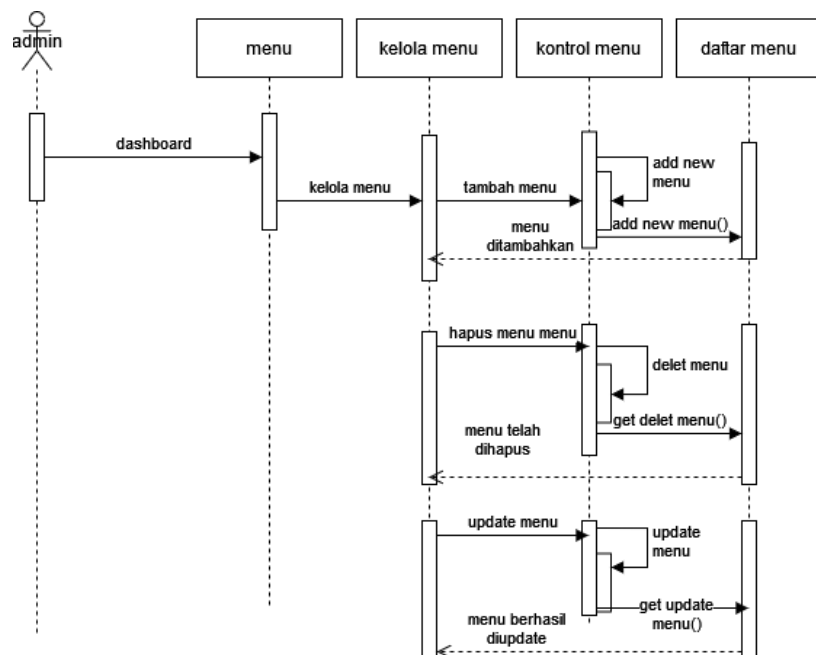 admin
menu
kelola menu
kontrol menu
daftar menu
dashboard
kelola menu
tambah menu
add new
menu
add new menu()
menu
ditambahkan
hapus menu menu
delet menu
get delet menu()
menu telah
dihapus
update menu
update
menu
get update
menu()
menu berhasil
diupdate